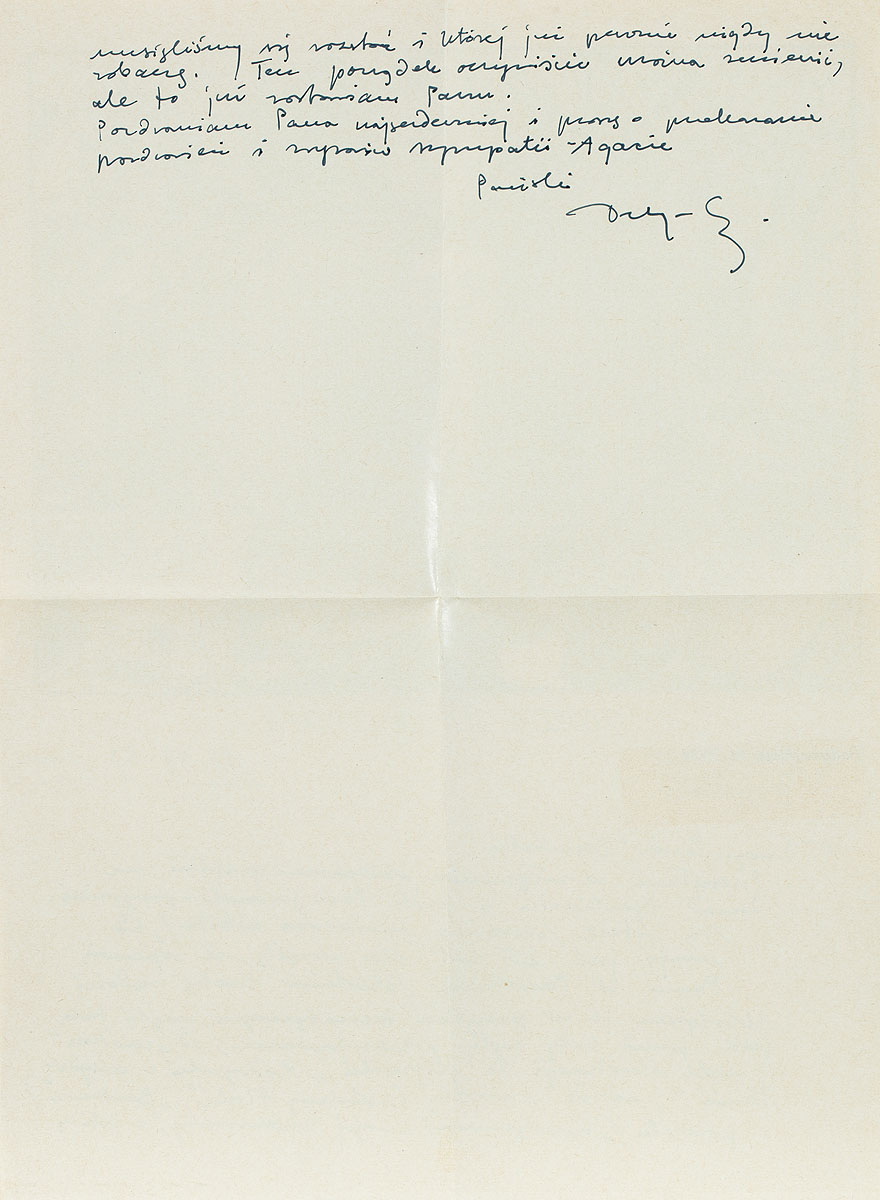 musieliśmy się rozstać i której już pewnie nigdy nie
zobaczę. Ten porządek oczywiście można zmienić,
ale to już zostawiam Panu.
Pozdrawiam Pana najserdeczniej i proszę o przekazanie
pozdrowień i wyrazów sympatii - Agacie
Pański